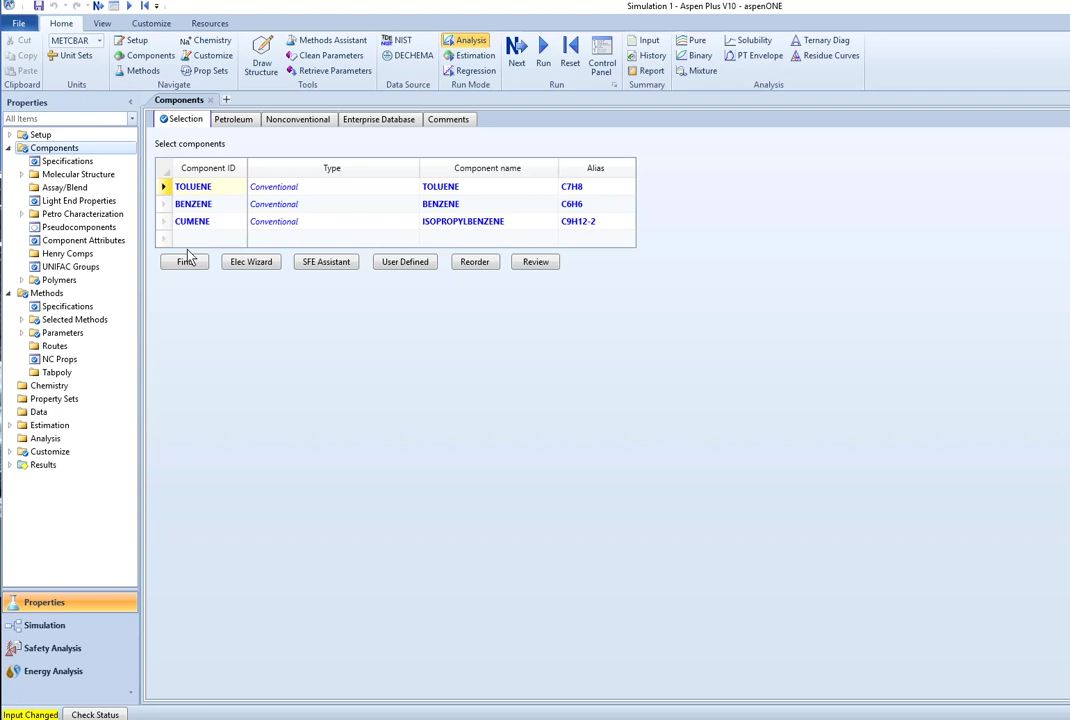 Simulation 1 - Aspen Plus V10 - aspenONE
File Home View Customize Resources
Cut METCBAR Setup Chemistry Methods Assistant NIST Analysis Input Pure Solubility Ternary Diag
Copy Unit Sets Components Customize Clean Parameters DECHEMA Estimation History Binary PT Envelope Residue Curves
Paste Methods Prop Sets Draw Structure Retrieve Parameters Regression Next Run Reset Control Panel Report Mixture
Clipboard Units Navigate Tools Data Source Run Mode Run Summary Analysis
Properties
All Items
Setup
Components
Specifications
Molecular Structure
Assay/Blend
Light End Properties
Petro Characterization
Pseudocomponents
Component Attributes
Henry Comps
UNIFAC Groups
Polymers
Methods
Specifications
Selected Methods
Parameters
Routes
NC Props
Tabpoly
Chemistry
Property Sets
Data
Estimation
Analysis
Customize
Results
Properties
Simulation
Safety Analysis
Energy Analysis
Components
Selection Petroleum Nonconventional Enterprise Database Comments
Select components
Component ID Type Component name Alias
TOLUENE Conventional TOLUENE C7H8
BENZENE Conventional BENZENE C6H6
CUMENE Conventional ISOPROPYLBENZENE C9H12-2
Find Elec Wizard SFE Assistant User Defined Reorder Review
Input Changed Check Status